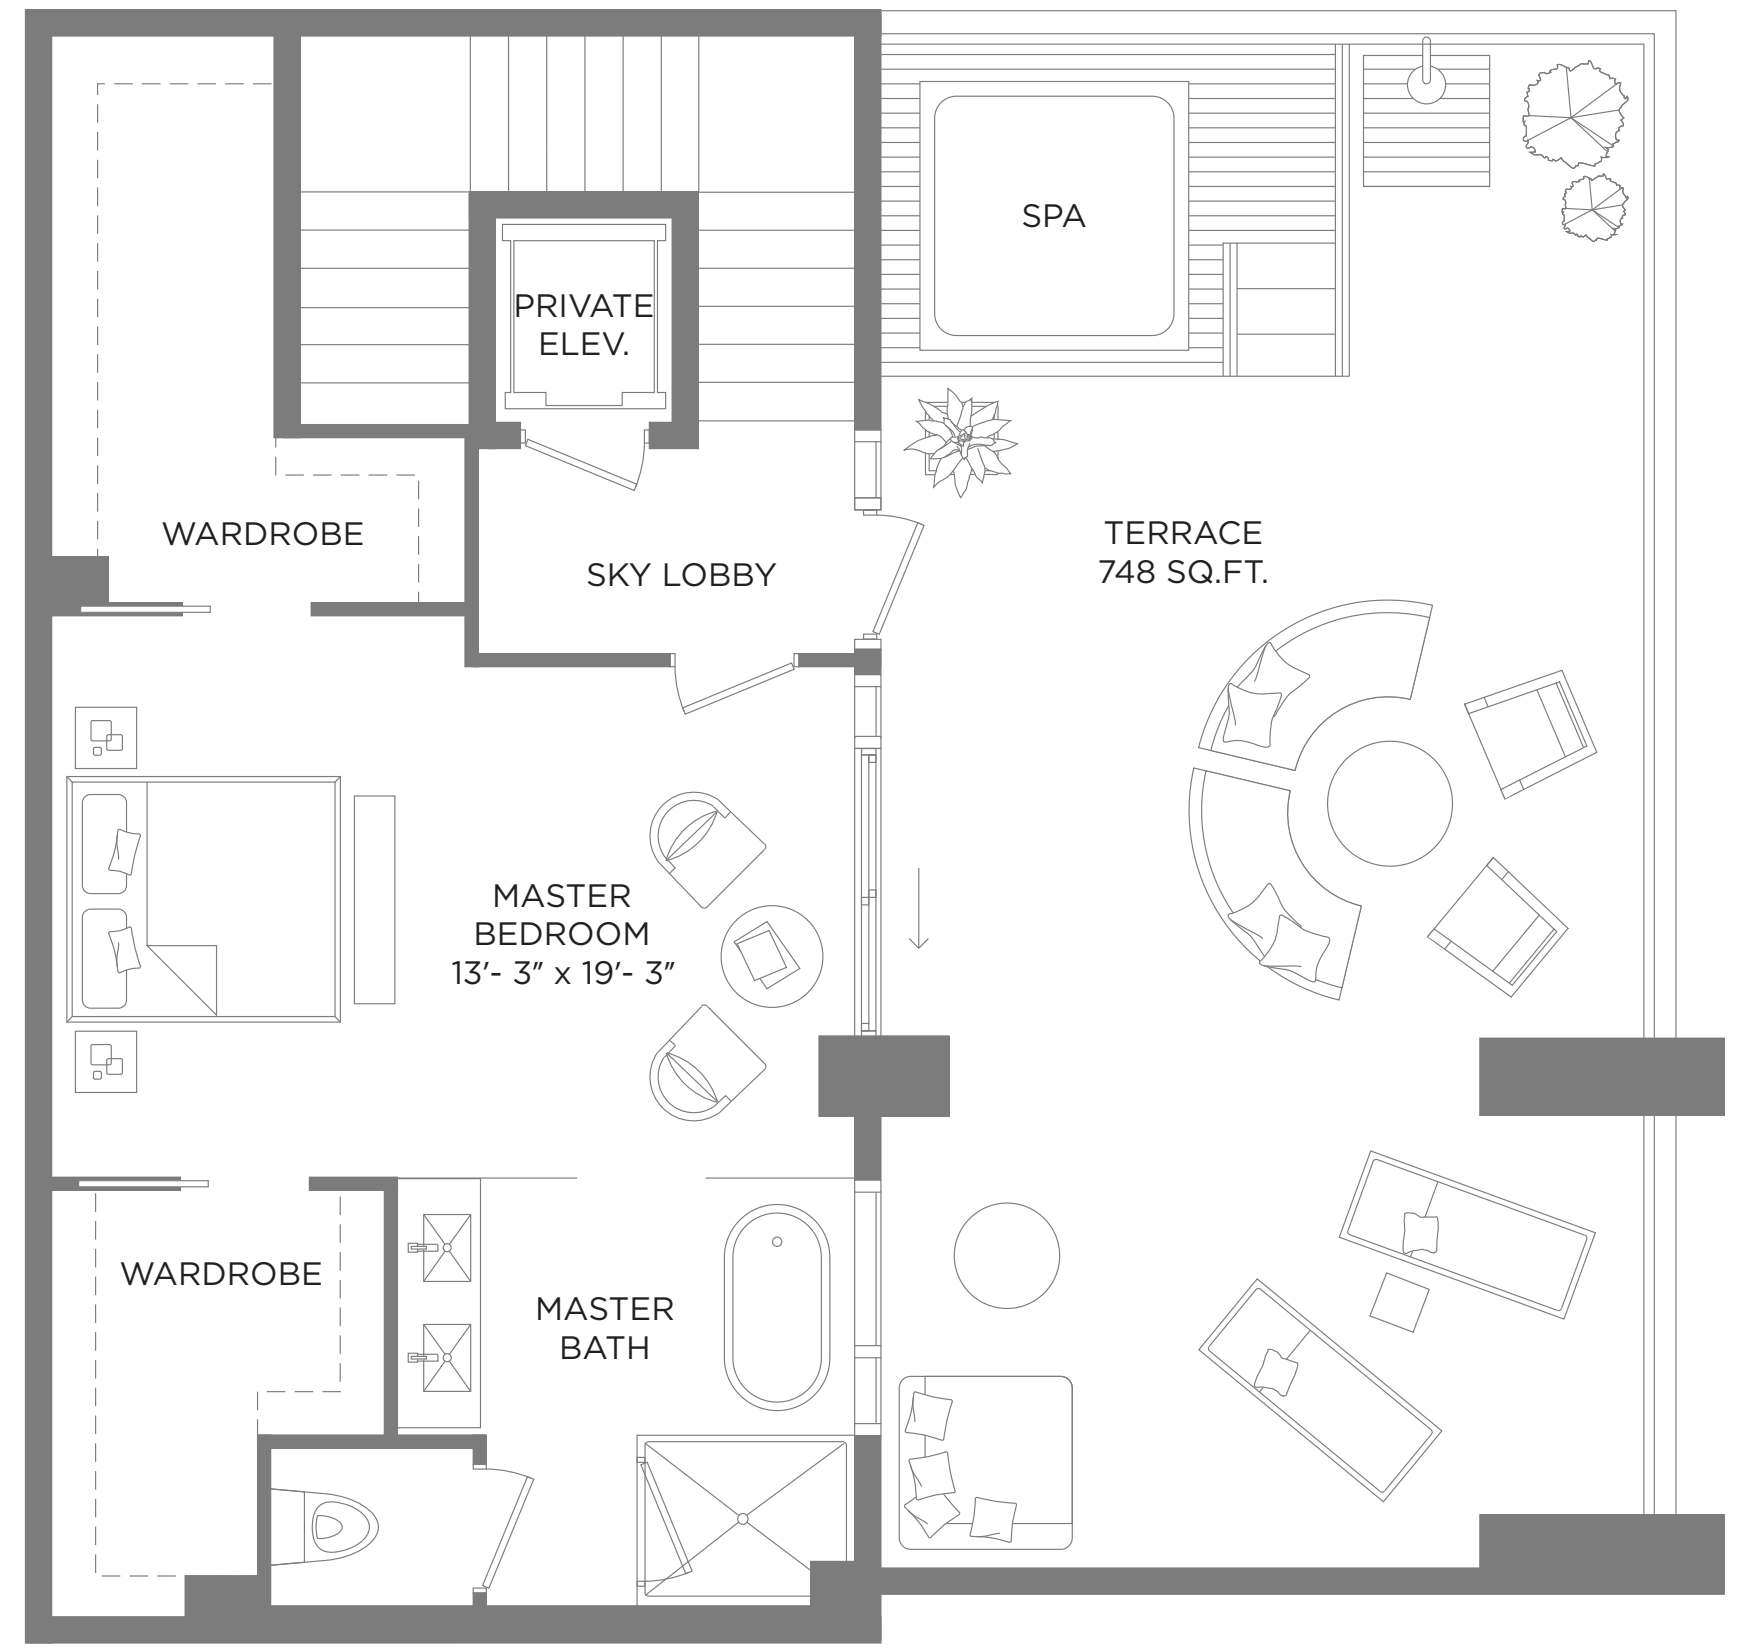 SPA
PRIVATE
ELEV.
WARDROBE
SKY LOBBY
TERRACE
748 SQ.FT.
MASTER
BEDROOM
13'- 3" x 19'- 3"
WARDROBE
MASTER
BATH